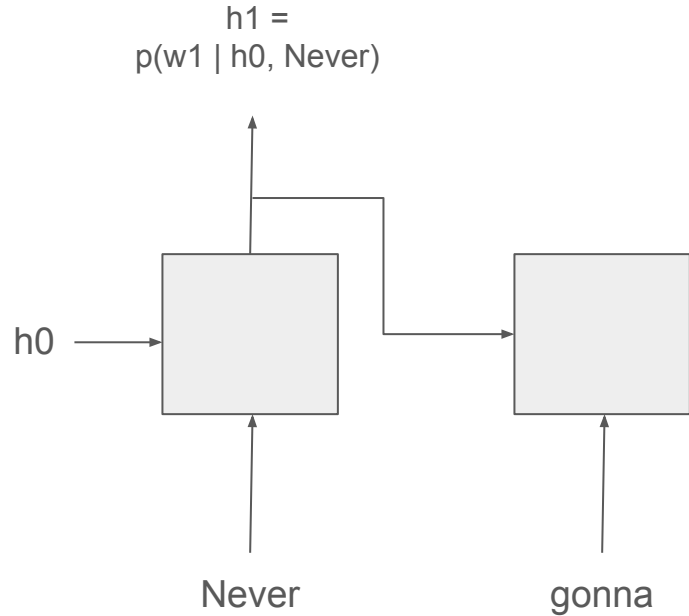 h1 =
p(w1 | h0, Never)
h0
Never
gonna